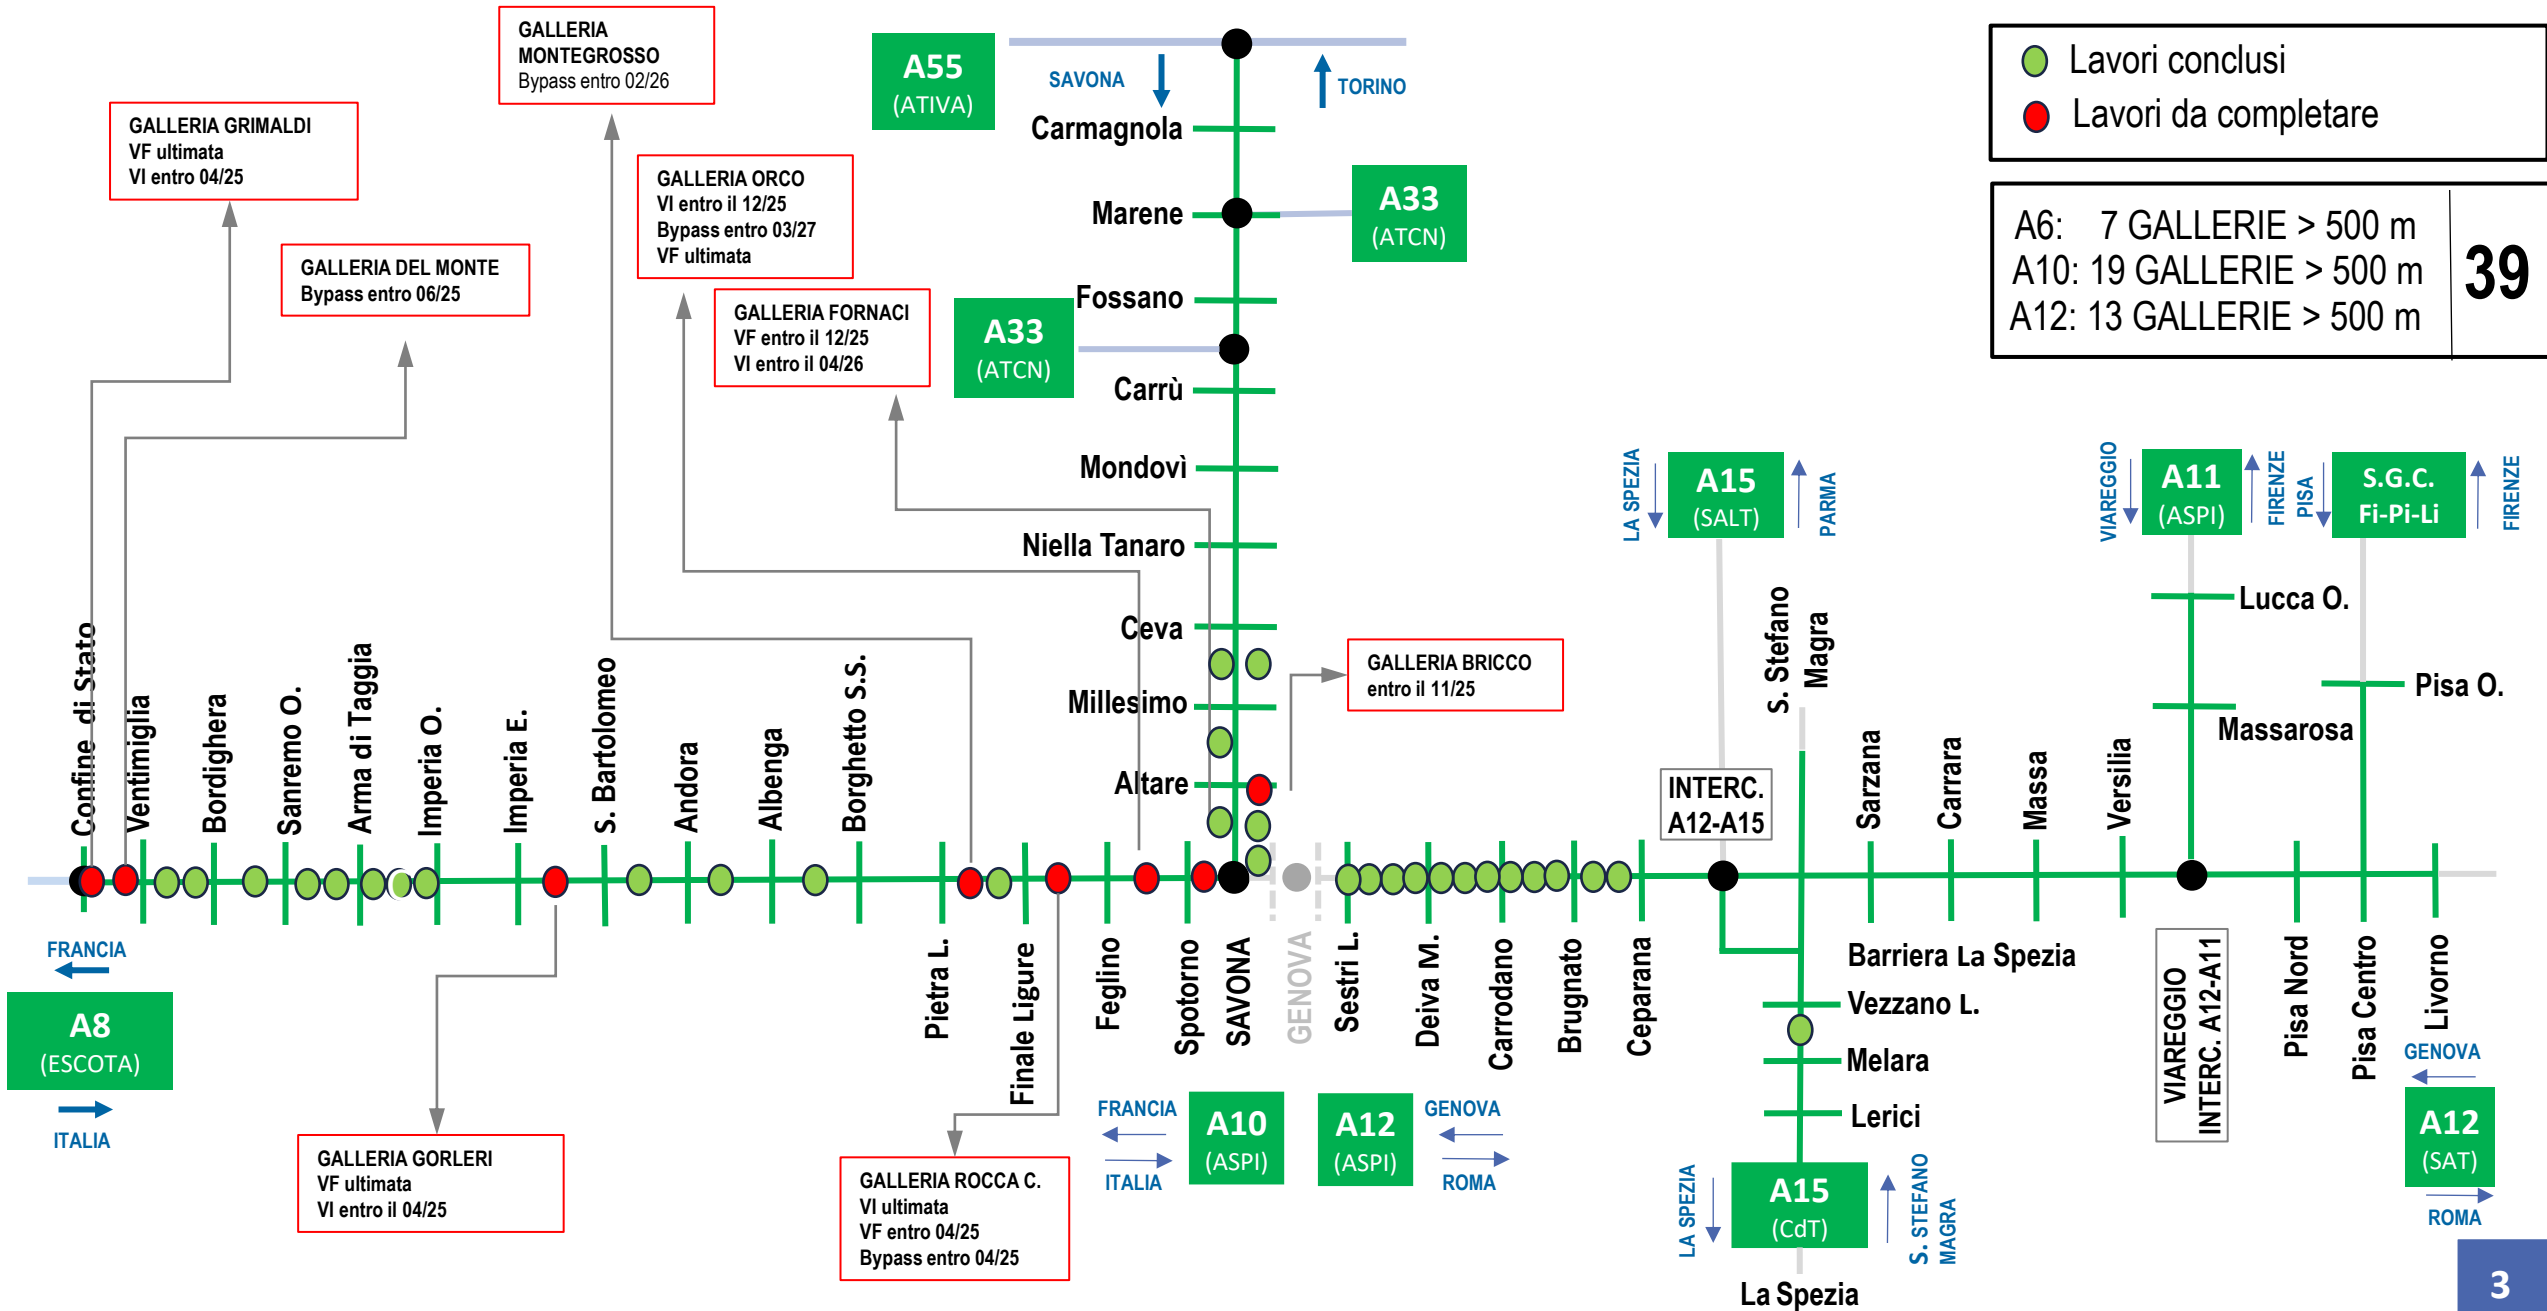 GALLERIA
MONTEGROSSO
Bypass entro 02/26
GALLERIA GRIMALDI
VF ultimata
VI entro 04/25
GALLERIA DEL MONTE
Bypass entro 06/25
GALLERIA ORCO
VI entro il 12/25
Bypass entro 03/27
VF ultimata
GALLERIA FORNACI
VF entro il 12/25
VI entro il 04/26
A55
(ATIVA)
SAVONA
TORINO
Carmagnola
Marene
A33
(ATCN)
Fossano
A33
(ATCN)
Carrù
Mondovì
Niella Tanaro
Ceva
Millesimo
Altare
GALLERIA BRICCO
entro il 11/25
Lavori conclusi
Lavori da completare
A6: 7 GALLERIE > 500 m
A10: 19 GALLERIE > 500 m
A12: 13 GALLERIE > 500 m
39
LA SPEZIA
A15
(SALT)
PARMA
VIAREGGIO
A11
(ASPI)
FIRENZE
PISA
S.G.C.
Fi-Pi-Li
FIRENZE
Lucca O.
Pisa O.
Massarosa
S. Stefano
Magra
INTERC.
A12-A15
Confine di Stato
Ventimiglia
Bordighera
Sanremo O.
Arma di Taggia
Imperia O.
Imperia E.
S. Bartolomeo
Andora
Albenga
Borghetto S.S.
Sarzana
Carrara
Massa
Versilia
Pietra L.
Finale Ligure
Feglino
Spotorno
SAVONA
GENOVA
Sestri L.
Deiva M.
Carrodano
Brugnato
Ceparana
Barriera La Spezia
Vezzano L.
Melara
Lerici
VIAREGGIO
INTERC. A12-A11
Pisa Nord
Pisa Centro
Livorno
FRANCIA
A8
(ESCOTA)
ITALIA
GALLERIA GORLERI
VF ultimata
VI entro il 04/25
GALLERIA ROCCA C.
VI ultimata
VF entro 04/25
Bypass entro 04/25
FRANCIA
ITALIA
A10
(ASPI)
A12
(ASPI)
GENOVA
ROMA
LA SPEZIA
A15
(CdT)
S. STEFANO
MAGRA
La Spezia
GENOVA
A12
(SAT)
ROMA
3